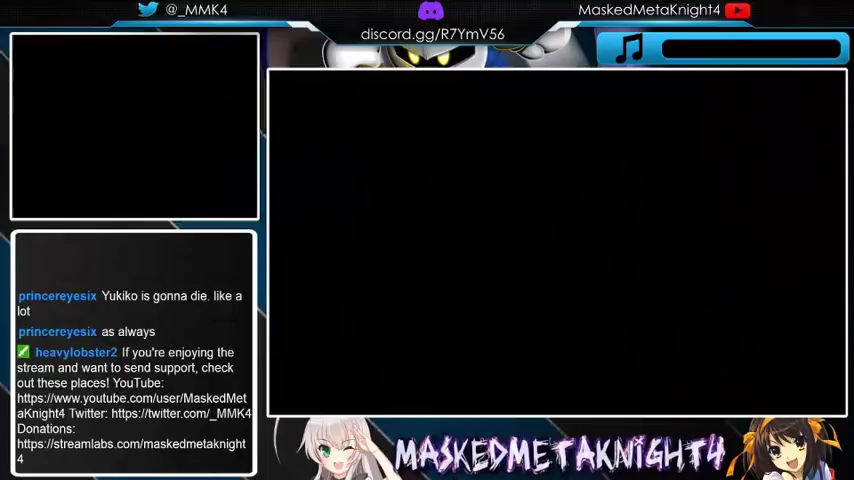 @_MMK4
discord.gg/R7YmV56
MaskedMetaKnight4
princereyesix Yukiko is gonna die. like a
lot
princereyesix as always
heavylobster2 If you're enjoying the
stream and want to send support, check
out these places! YouTube:
https://www.youtube.com/user/MaskedMet
aKnight4 Twitter: https://twitter.com/_MMK4
Donations:
https://streamlabs.com/maskedmetaknight
4
MASKEDMETAKNIGHT4